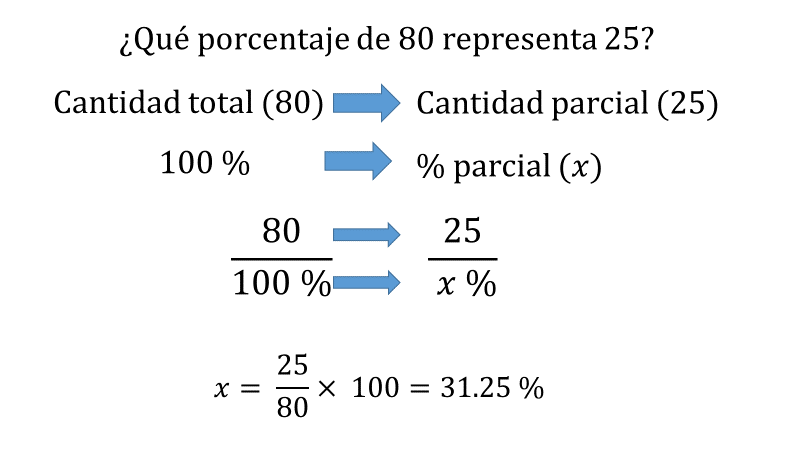 ¿Qué porcentaje de 80 representa 25?
Cantidad total (80) Cantidad parcial (25)
100 % % parcial (x)
80 25
100 % x %
x = 25/80 × 100 = 31.25 %